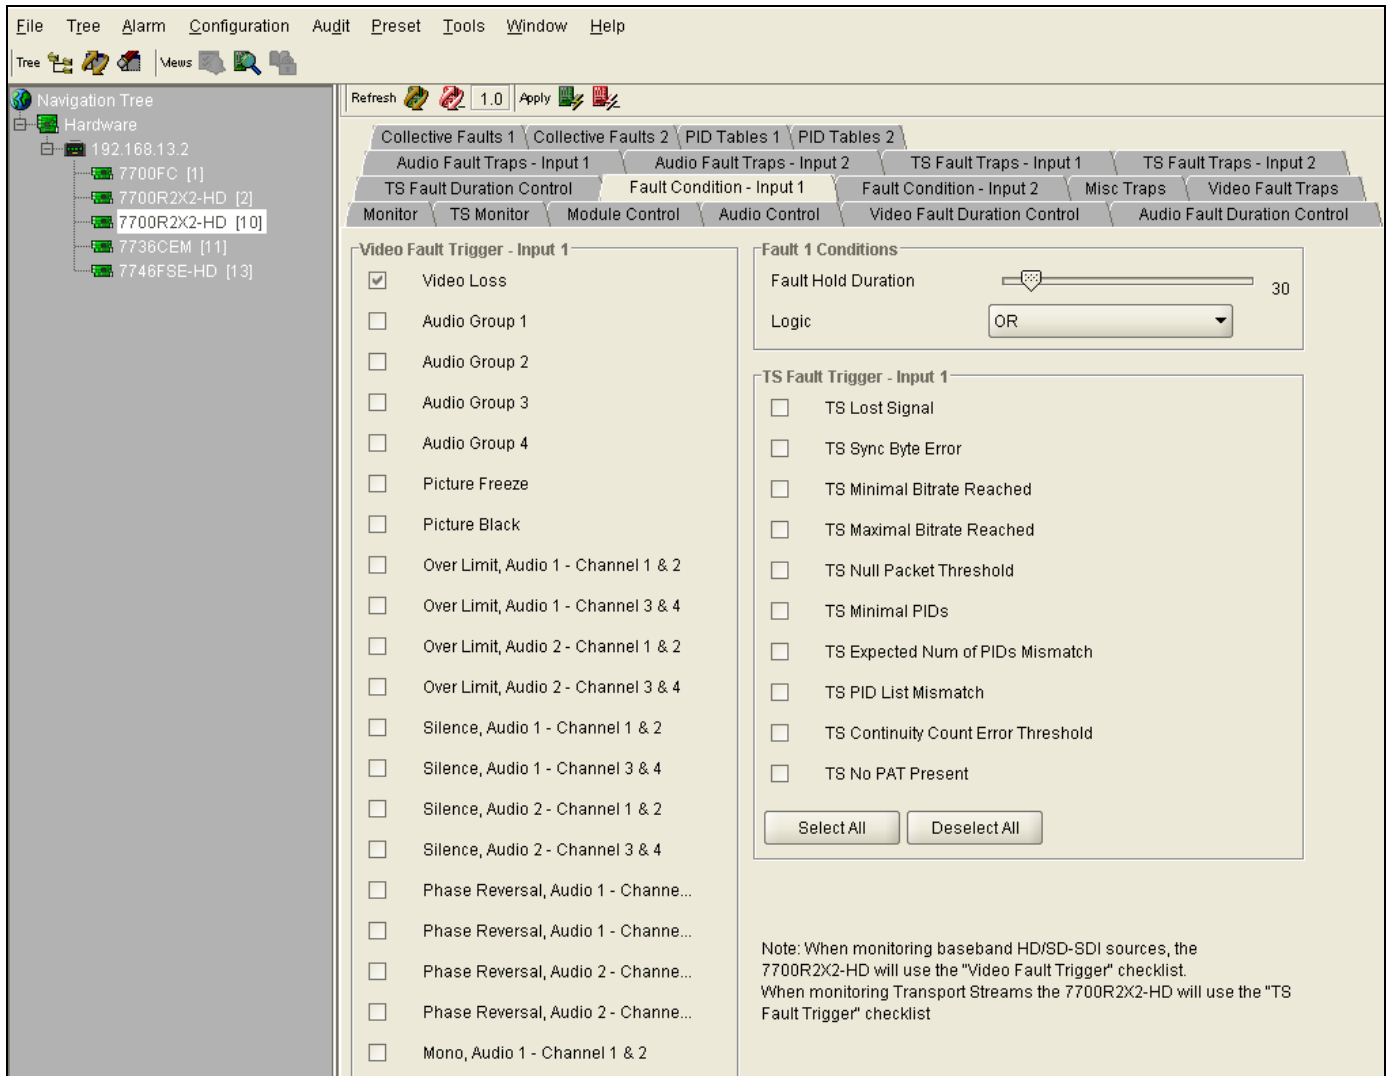 File Tree Alarm Configuration Audit Preset Tools Window Help
Tree Views
Navigation Tree
Hardware
192.168.13.2
7700FC [1]
7700R2X2-HD [2]
7700R2X2-HD [10]
7736CEM [11]
7746FSE-HD [13]
Refresh 1.0 Apply
Collective Faults 1 Collective Faults 2 PID Tables 1 PID Tables 2
Audio Fault Traps - Input 1 Audio Fault Traps - Input 2 TS Fault Traps - Input 1 TS Fault Traps - Input 2
TS Fault Duration Control Fault Condition - Input 1 Fault Condition - Input 2 Misc Traps Video Fault Traps
Monitor TS Monitor Module Control Audio Control Video Fault Duration Control Audio Fault Duration Control
Video Fault Trigger - Input 1
Video Loss
Audio Group 1
Audio Group 2
Audio Group 3
Audio Group 4
Picture Freeze
Picture Black
Over Limit, Audio 1 - Channel 1 & 2
Over Limit, Audio 1 - Channel 3 & 4
Over Limit, Audio 2 - Channel 1 & 2
Over Limit, Audio 2 - Channel 3 & 4
Silence, Audio 1 - Channel 1 & 2
Silence, Audio 1 - Channel 3 & 4
Silence, Audio 2 - Channel 1 & 2
Silence, Audio 2 - Channel 3 & 4
Phase Reversal, Audio 1 - Channe...
Phase Reversal, Audio 1 - Channe...
Phase Reversal, Audio 2 - Channe...
Phase Reversal, Audio 2 - Channe...
Mono, Audio 1 - Channel 1 & 2
Fault 1 Conditions
Fault Hold Duration 30
Logic OR
TS Fault Trigger - Input 1
TS Lost Signal
TS Sync Byte Error
TS Minimal Bitrate Reached
TS Maximal Bitrate Reached
TS Null Packet Threshold
TS Minimal PIDs
TS Expected Num of PIDs Mismatch
TS PID List Mismatch
TS Continuity Count Error Threshold
TS No PAT Present
Select All Deselect All
Note: When monitoring baseband HD/SD-SDI sources, the
7700R2X2-HD will use the "Video Fault Trigger" checklist.
When monitoring Transport Streams the 7700R2X2-HD will use the "TS
Fault Trigger" checklist